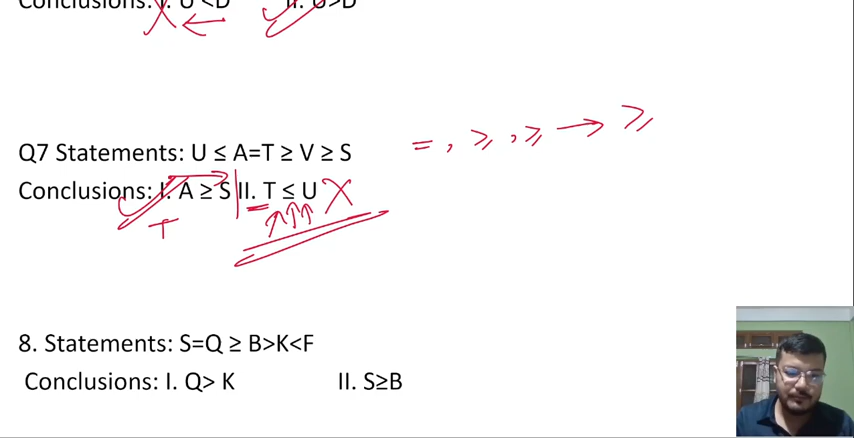 Conclusions: I. U <D II. U>D
= , ≥ , ≥ → ≥
Q7 Statements: U ≤ A=T ≥ V ≥ S
Conclusions: I. A ≥ S II. T ≤ U
T
8. Statements: S=Q ≥ B>K<F
Conclusions: I. Q> K II. S≥B